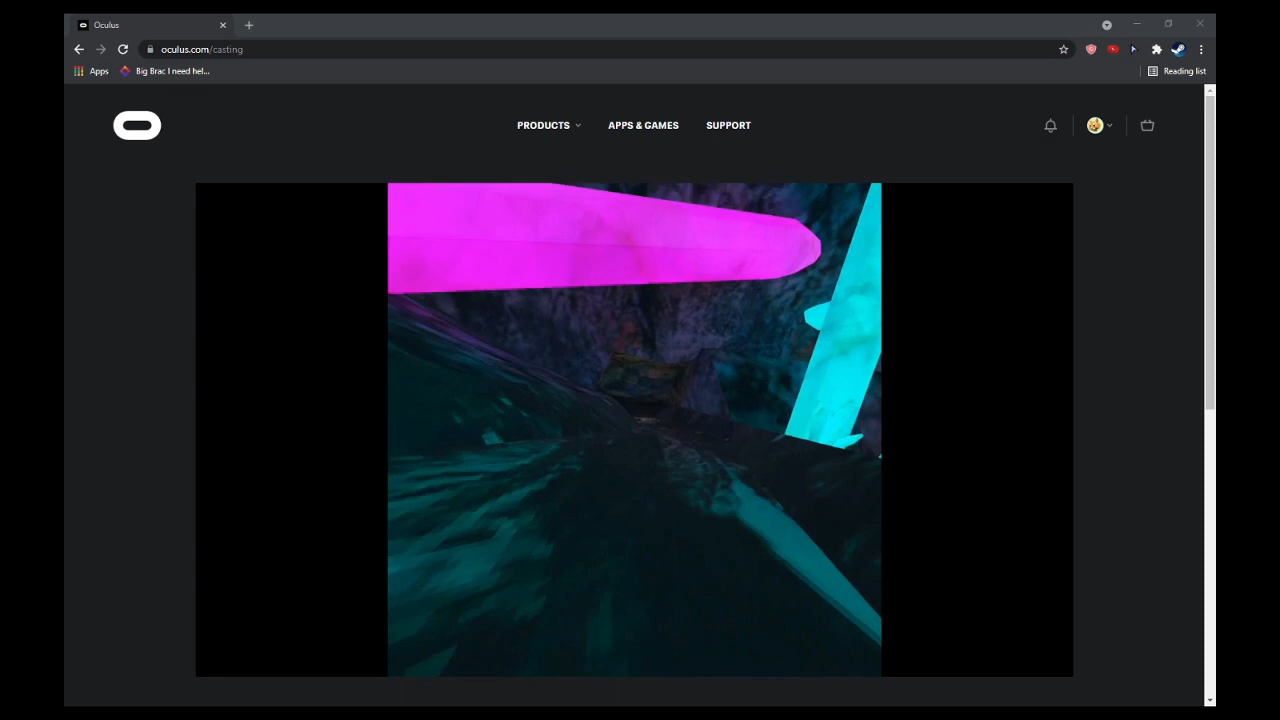 Oculus
oculus.com/casting
Apps
Big Brac I need hel...
Reading list
PRODUCTS
APPS & GAMES
SUPPORT